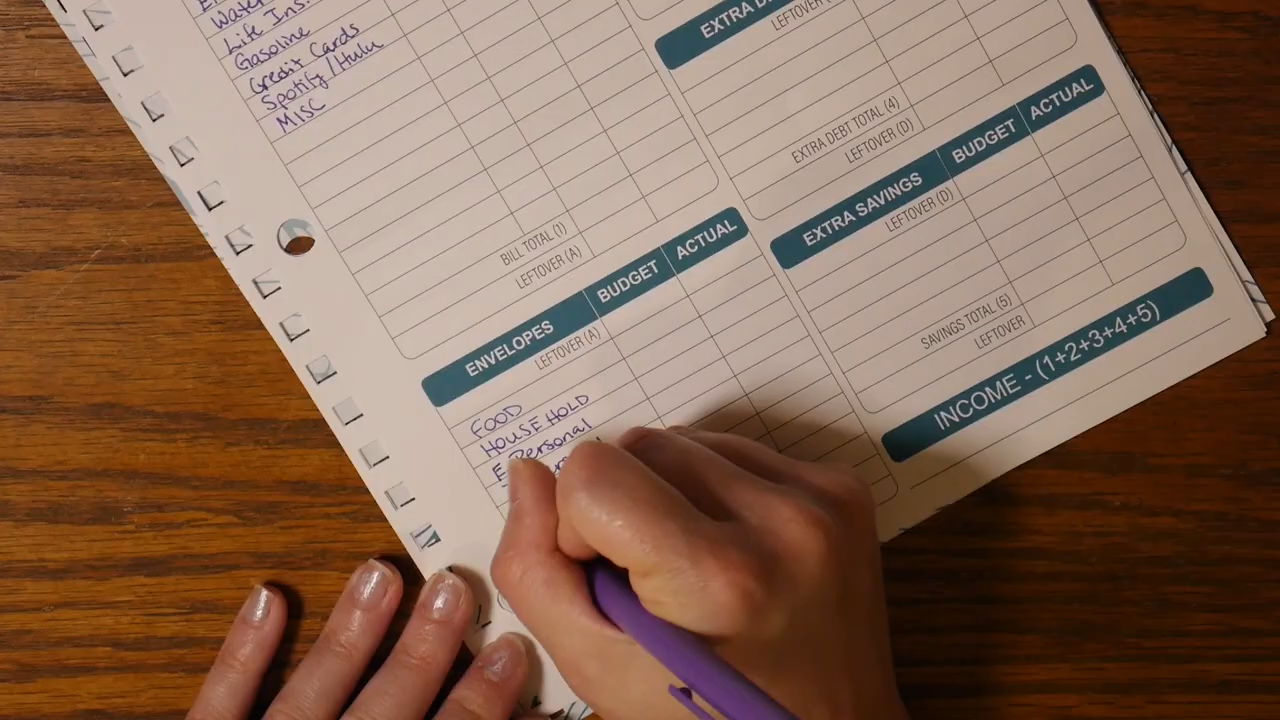 Water
Life Ins.
Gasoline
Credit Cards
Spotify/Hulu
MISC
BILL TOTAL (1)
LEFTOVER (A)
ENVELOPES BUDGET ACTUAL
LEFTOVER (A)
FOOD
HOUSEHOLD
E Personal
LEFTOVER
EXTRA DEBT TOTAL (4)
LEFTOVER (D)
EXTRA SAVINGS BUDGET ACTUAL
LEFTOVER (D)
SAVINGS TOTAL (5)
LEFTOVER
INCOME - (1+2+3+4+5)